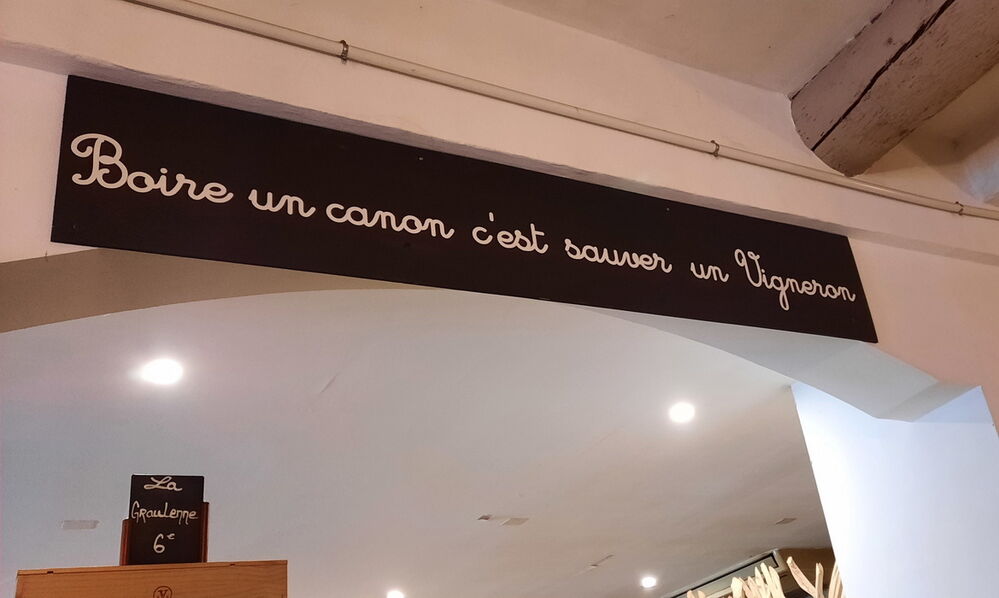 Boire un canon c'est sauver un Vigneron
La
Graulenne
6€